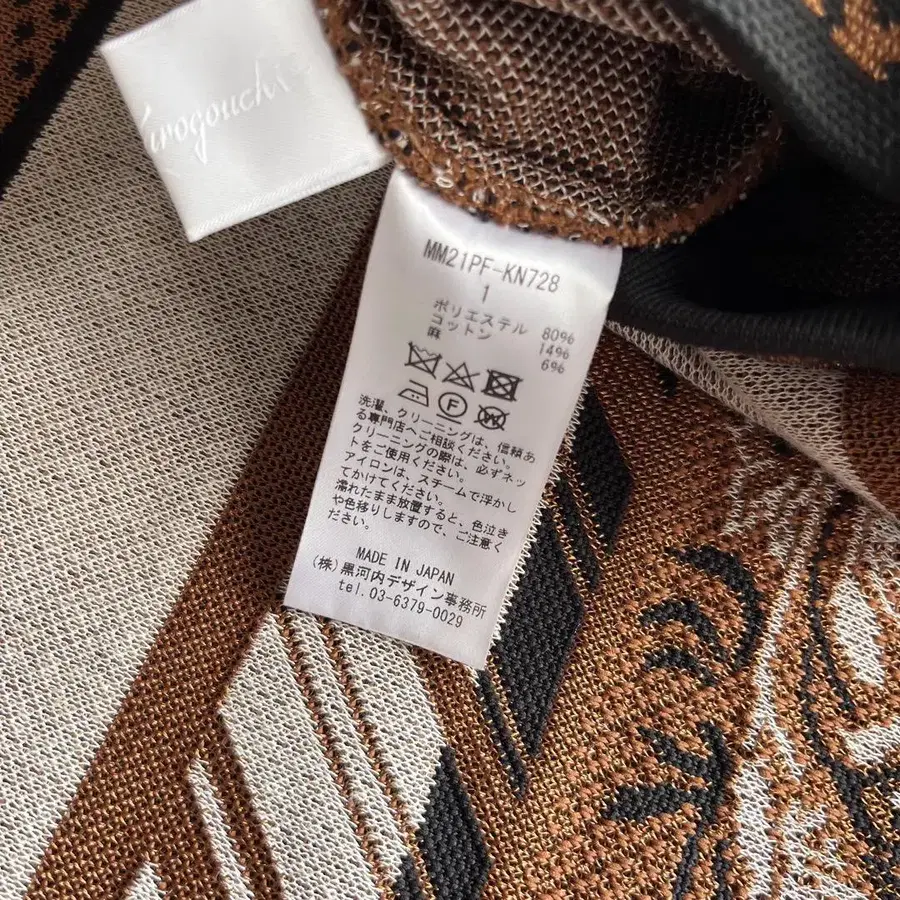 urogouchi
MM21PF-KN728
1
ポリエステル 80%
コットン 14%
麻 6%
洗濯、クリーニングは、信頼あ
る専門店へご相談ください。
クリーニングの際は、必ずネッ
トをご使用ください。
アイロンは、スチームで浮かし
てかけてください。
濡れたまま放置すると、色泣き
や色移りしますので、ご注意く
ださい。
MADE IN JAPAN
(株)黒河内デザイン事務所
tel. 03-6379-0029